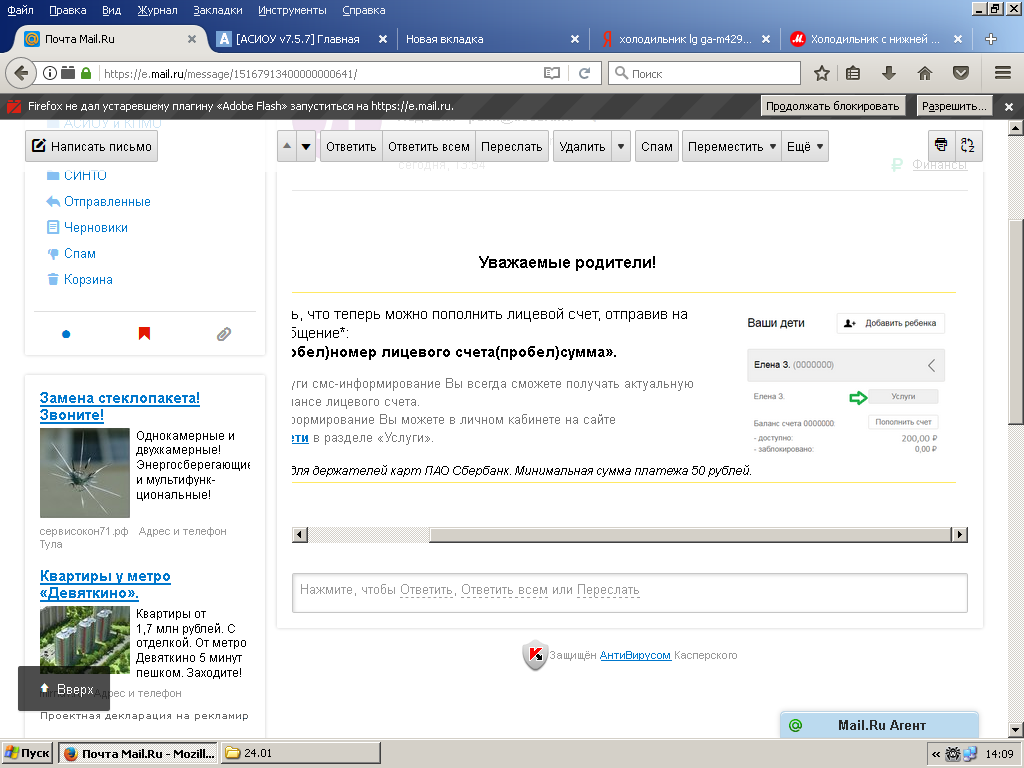 Файл Правка Вид Журнал Закладки Инструменты Справка
Почта Mail.Ru
[АСИОУ v7.5.7] Главная
Новая вкладка
холодильник lg ga-m429...
Холодильник с нижней ...
https://e.mail.ru/message/15167913400000000641/
Поиск
Firefox не дал устаревшему плагину «Adobe Flash» запуститься на https://e.mail.ru.
Продолжать блокировать
Разрешить...
АСИОУ и КПМО
Написать письмо
Ответить
Ответить всем
Переслать
Удалить
Спам
Переместить
Ещё
сегодня, 13:54
Финансы
СИНТО
Отправленные
Черновики
Спам
Корзина
Уважаемые родители!
ь, что теперь можно пополнить лицевой счет, отправив на
бщение*:
обел)номер лицевого счета(пробел)сумма».
уги смс-информирование Вы всегда сможете получать актуальную
лансе лицевого счета.
формирование Вы можете в личном кабинете на сайте
ети в разделе «Услуги».
для держателей карт ПАО Сбербанк. Минимальная сумма платежа 50 рублей.
Ваши дети
Добавить ребенка
Елена З. (0000000)
Елена З.
Услуги
Баланс счета 0000000:
Пополнить счет
- доступно: 200,00 ₽
- заблокировано: 0,00 ₽
Замена стеклопакета!
Звоните!
Однокамерные и
двухкамерные!
Энергосберегающие
и мультифунк-
циональные!
сервисокон71.рф Адрес и телефон
Тула
Квартиры у метро
«Девяткино».
Квартиры от
1,7 млн рублей. С
отделкой. От метро
Девяткино 5 минут
пешком. Заходите!
Адрес и телефон
Вверх
Проектная декларация на рекламир
Нажмите, чтобы Ответить, Ответить всем или Переслать
Защищён АнтиВирусом Касперского
Mail.Ru Агент
Пуск
Почта Mail.Ru - Mozill...
24.01
14:09